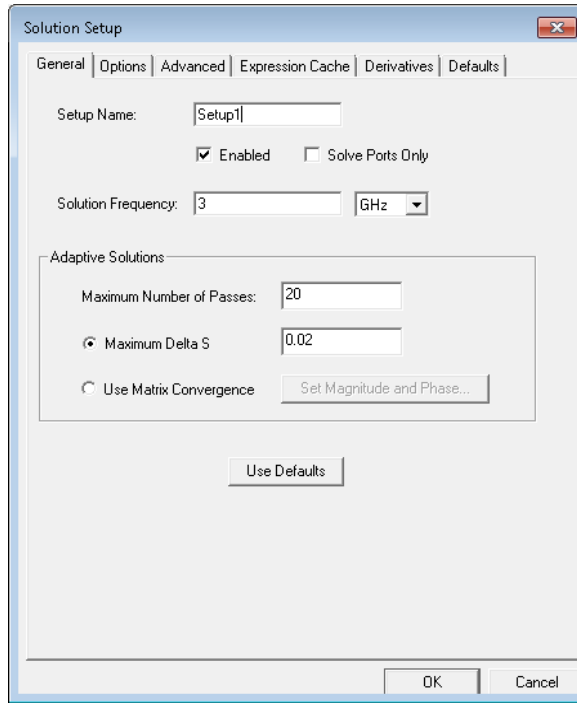 Solution Setup
General Options Advanced Expression Cache Derivatives Defaults
Setup Name: Setup1
Enabled Solve Ports Only
Solution Frequency: 3 GHz
Adaptive Solutions
Maximum Number of Passes: 20
Maximum Delta S 0.02
Use Matrix Convergence Set Magnitude and Phase...
Use Defaults
OK Cancel